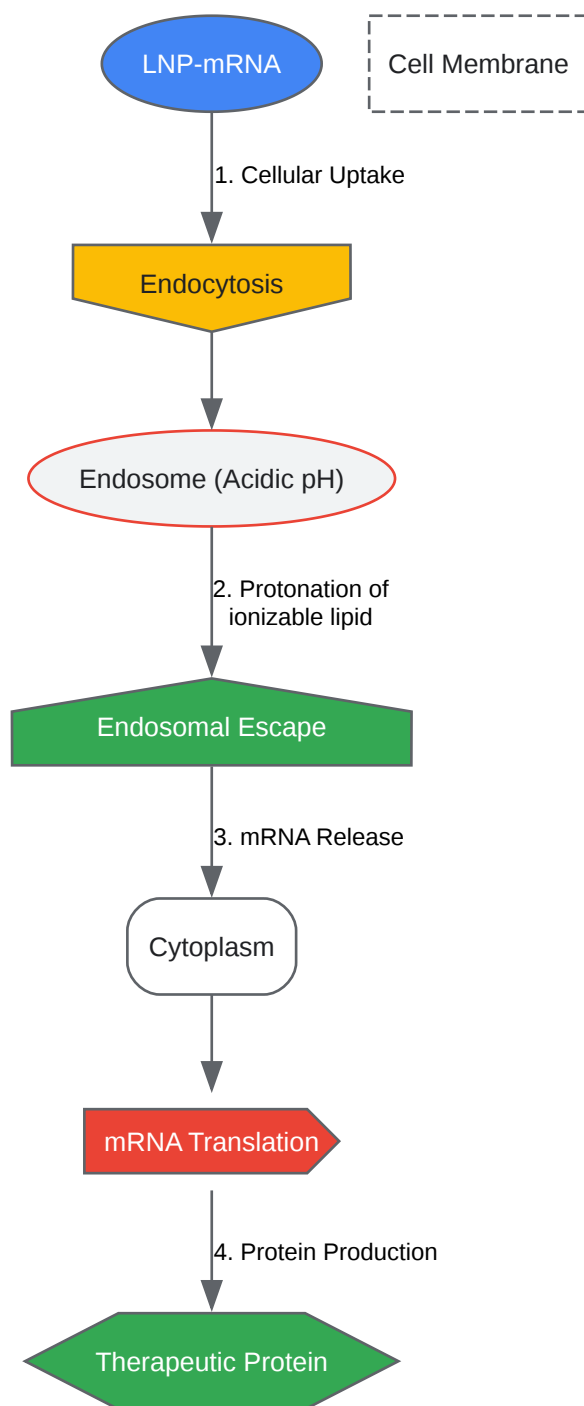 LNP-mRNA
Cell Membrane
1. Cellular Uptake
Endocytosis
Endosome (Acidic pH)
2. Protonation of
ionizable lipid
Endosomal Escape
3. mRNA Release
Cytoplasm
mRNA Translation
4. Protein Production
Therapeutic Protein